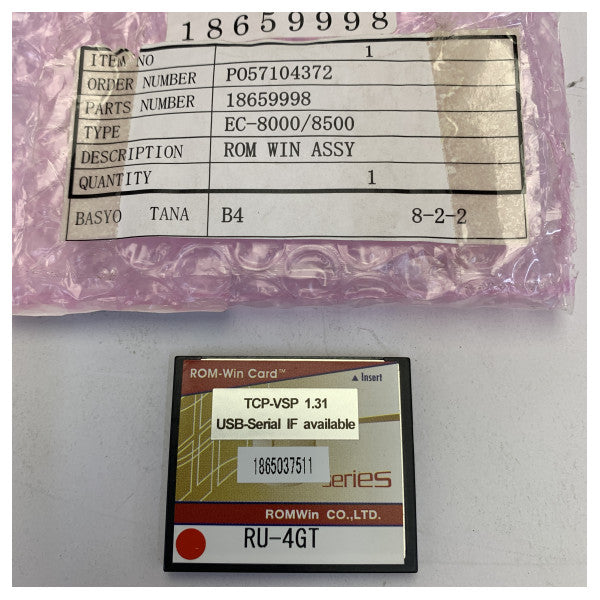 18659998
ITEM NO 1
ORDER NUMBER PO57104372
PARTS NUMBER 18659998
TYPE EC-8000/8500
DESCRIPTION ROM WIN ASSY
QUANTITY 1
BASYO TANA B4 8-2-2
ROM-Win Card™
▲ Insert
TCP-VSP 1.31
USB-Serial IF available
1865037511
series
ROMWin CO.,LTD.
RU-4GT